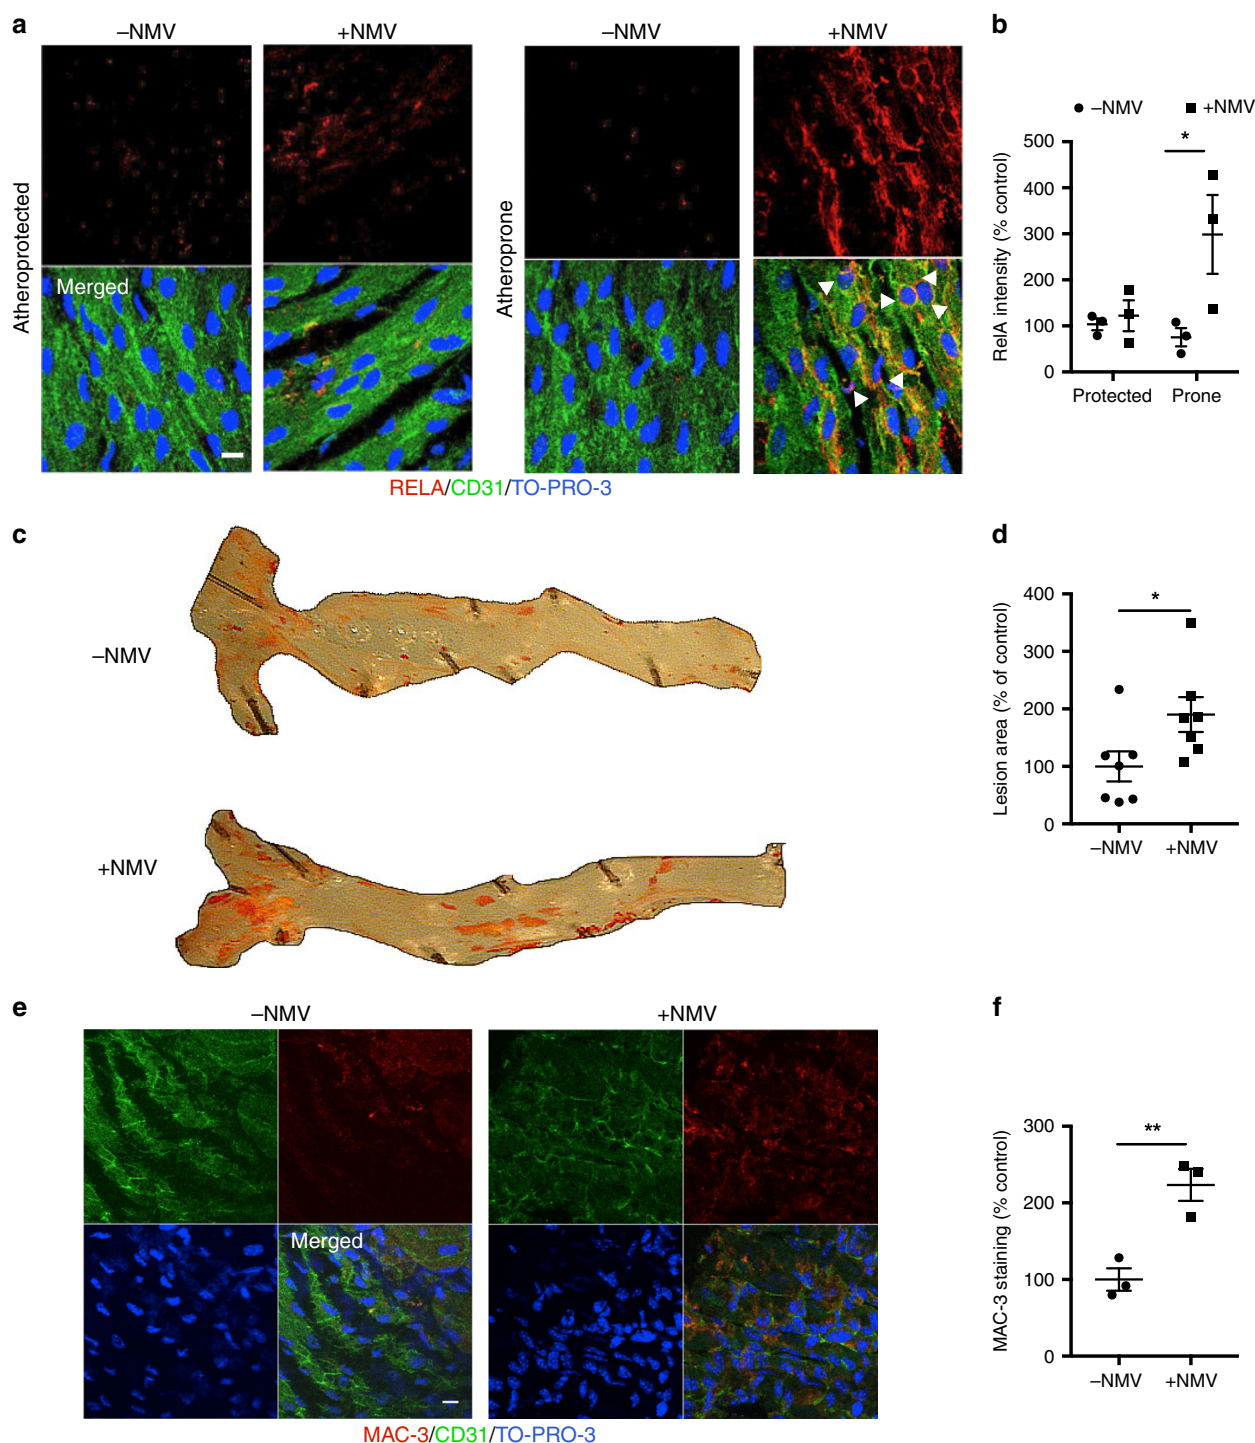 a
–NMV
+NMV
–NMV
+NMV
Atheroprotected
Merged
Atheroprone
RELA/CD31/TO-PRO-3
b
–NMV
+NMV
*
RelA intensity (% control)
500
400
300
200
100
0
Protected
Prone
c
–NMV
+NMV
d
*
Lesion area (% of control)
400
300
200
100
0
–NMV
+NMV
e
–NMV
+NMV
Merged
MAC-3/CD31/TO-PRO-3
f
**
MAC-3 staining (% control)
300
200
100
0
–NMV
+NMV